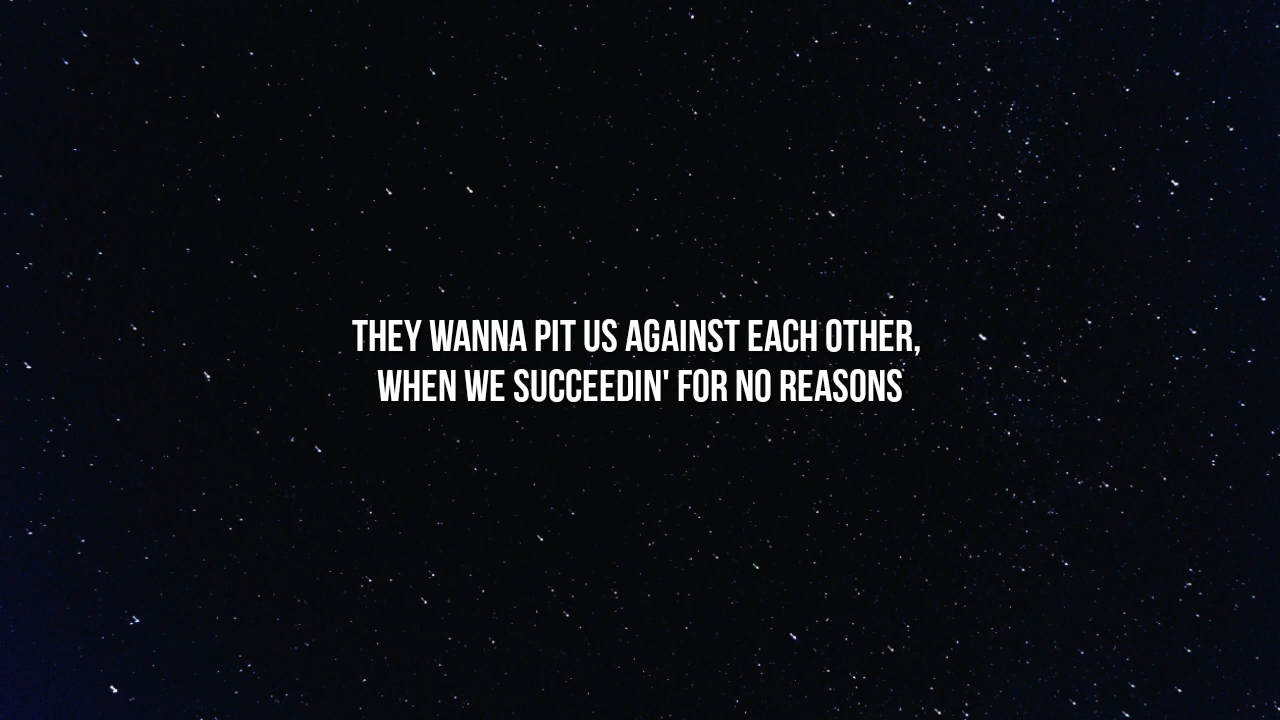 THEY WANNA PIT US AGAINST EACH OTHER,
WHEN WE SUCCEEDIN' FOR NO REASONS